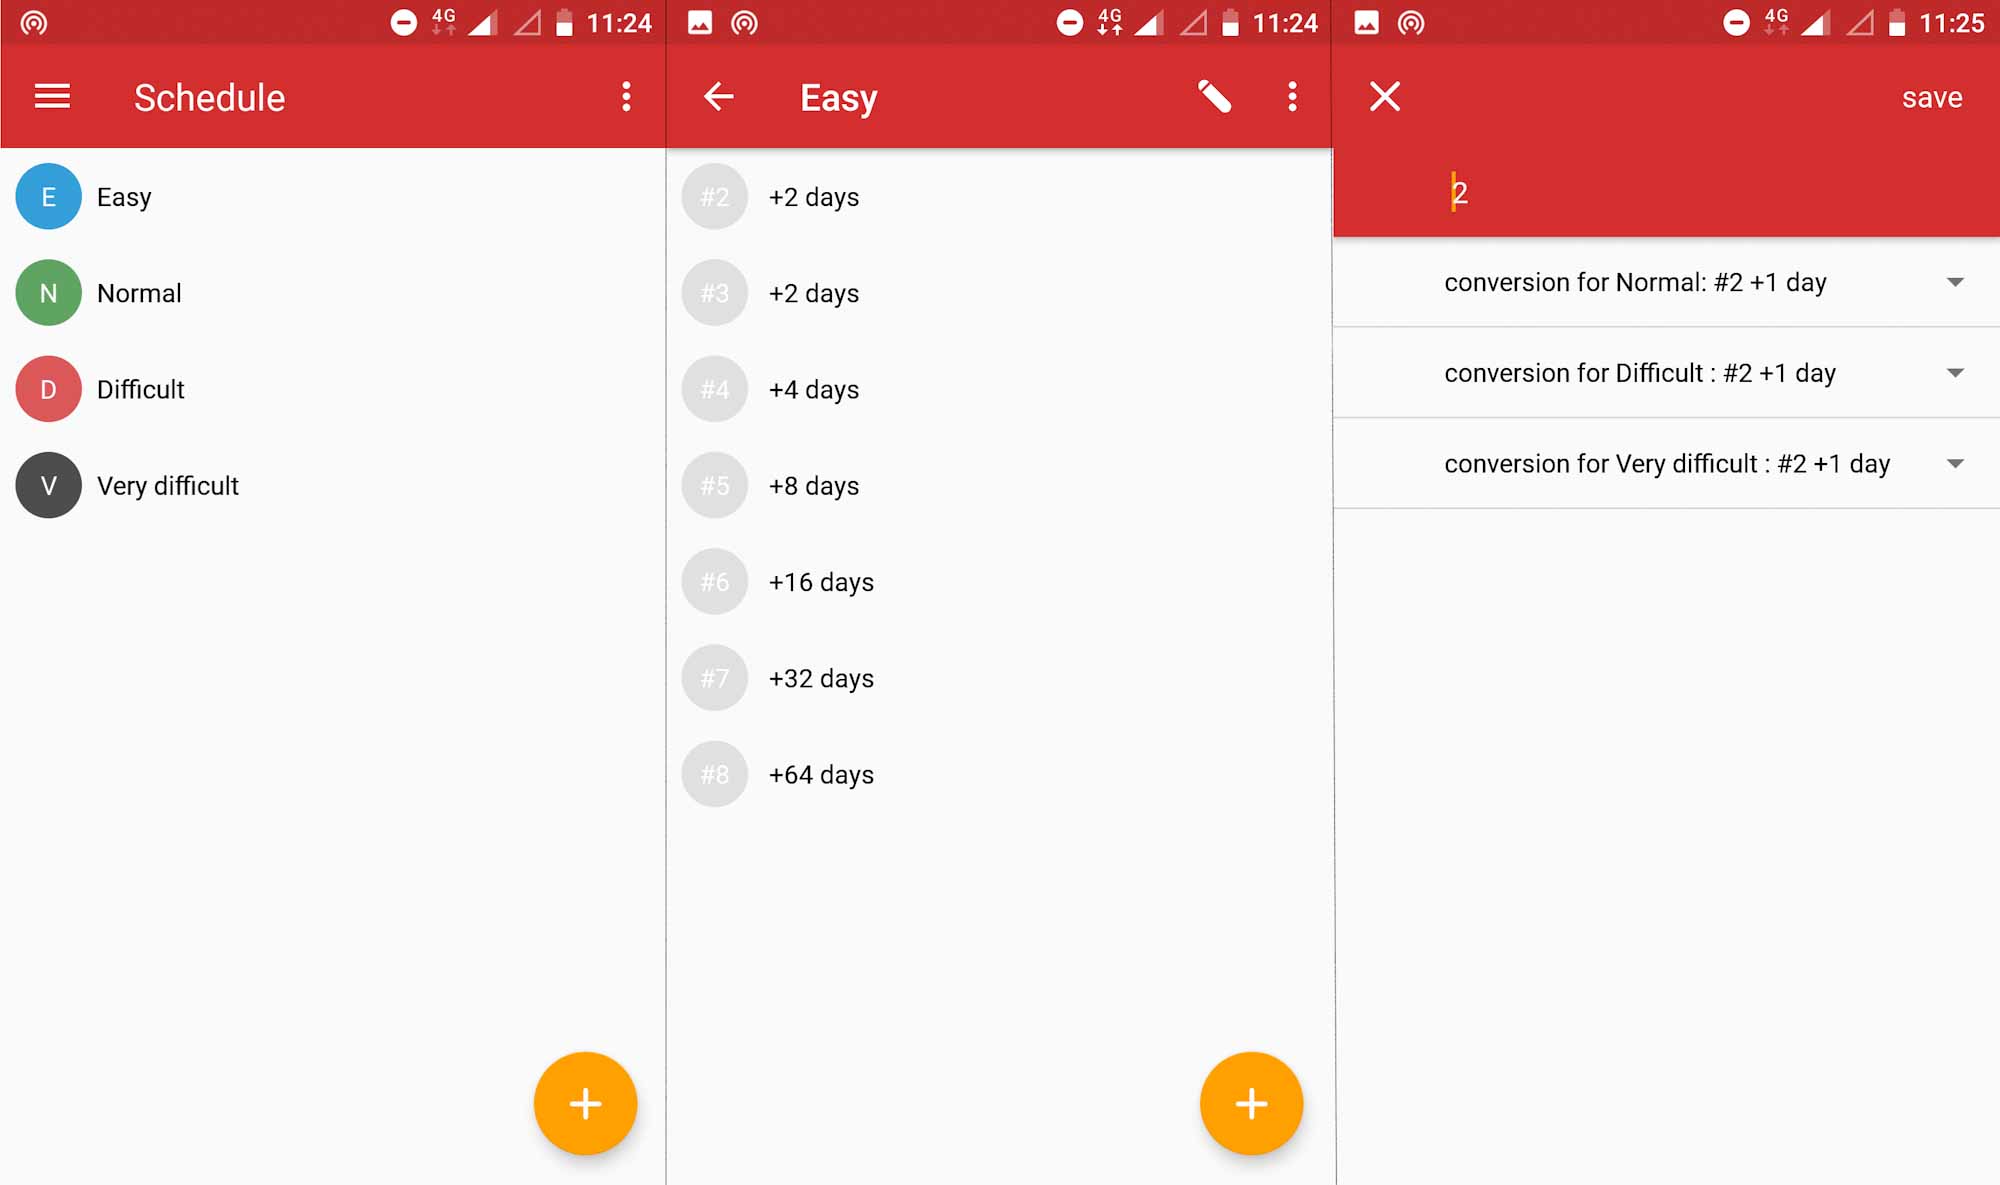 4G 11:24
Schedule
E Easy
N Normal
D Difficult
V Very difficult
4G 11:24
Easy
#2 +2 days
#3 +2 days
#4 +4 days
#5 +8 days
#6 +16 days
#7 +32 days
#8 +64 days
4G 11:25
save
2
conversion for Normal: #2 +1 day
conversion for Difficult : #2 +1 day
conversion for Very difficult : #2 +1 day